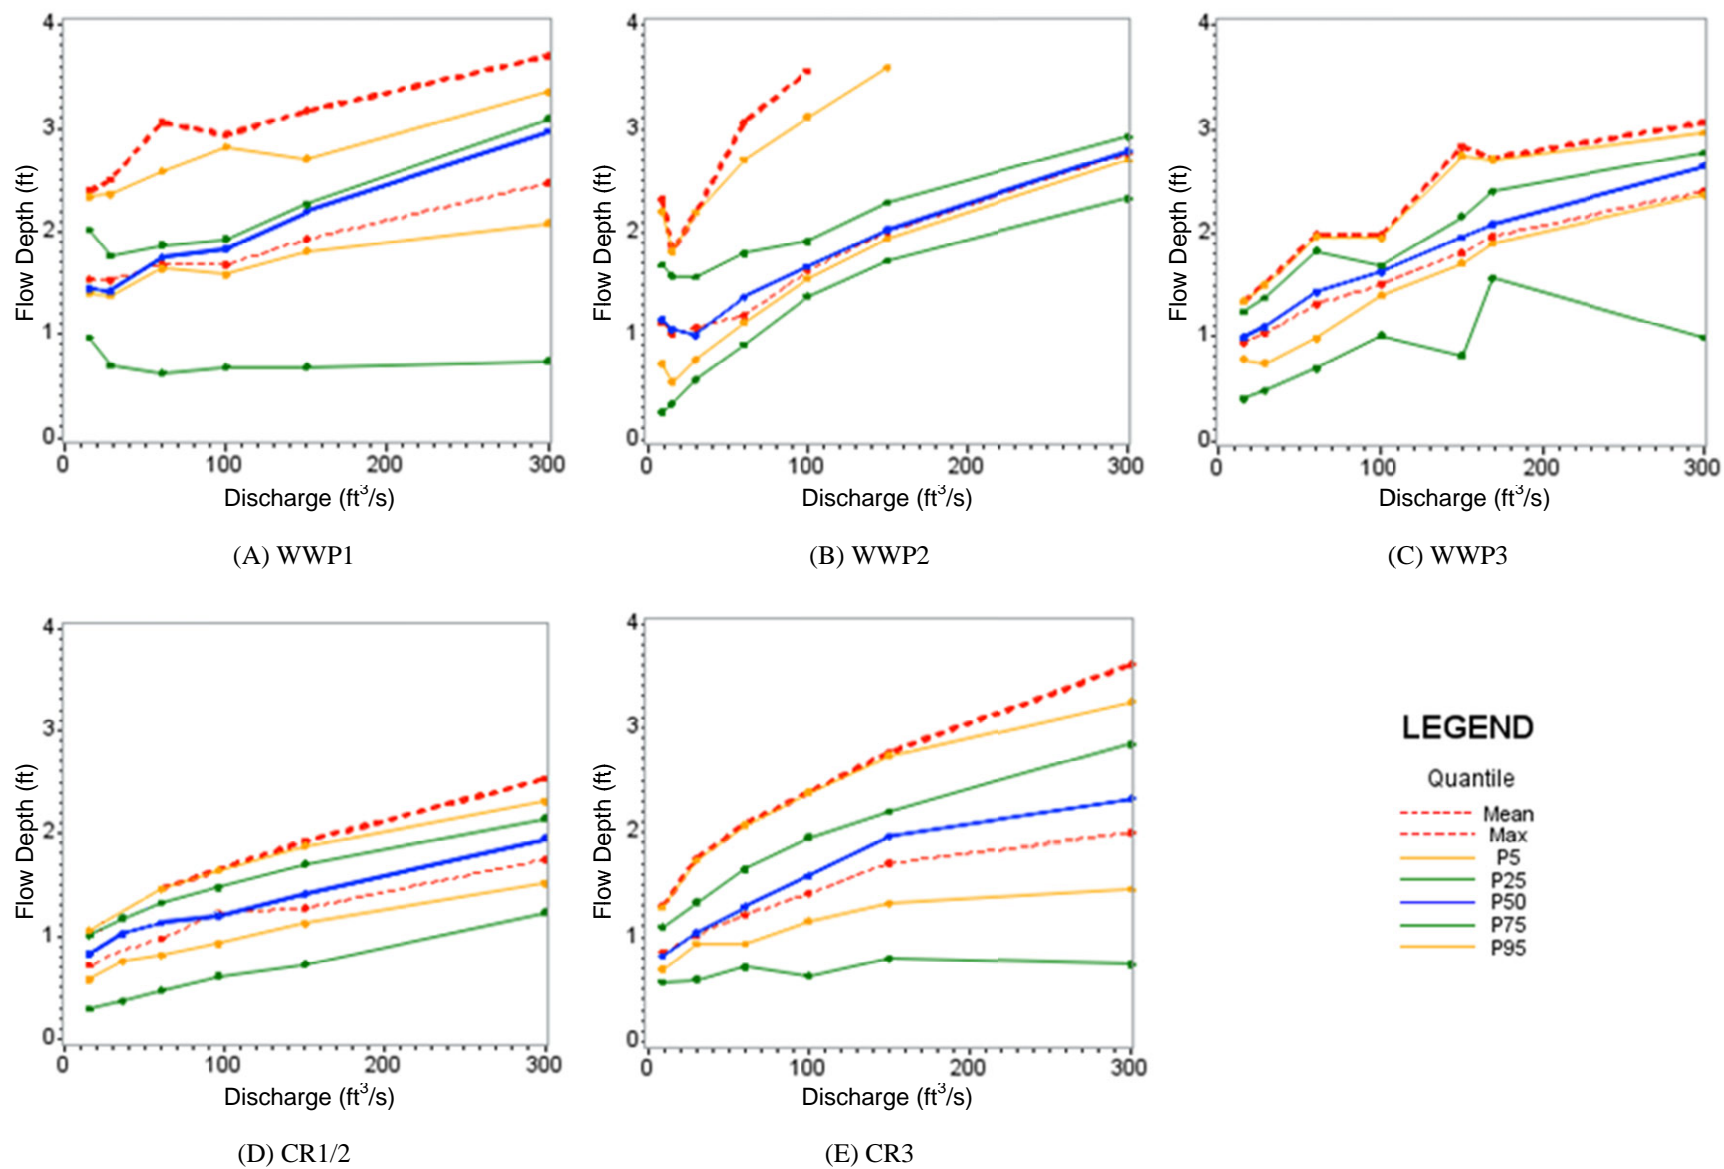 4
3
2
1
0
Flow Depth (ft)
0 100 200 300
Discharge (ft³/s)
(A) WWP1
4
3
2
1
0
Flow Depth (ft)
0 100 200 300
Discharge (ft³/s)
(B) WWP2
4
3
2
1
0
Flow Depth (ft)
0 100 200 300
Discharge (ft³/s)
(C) WWP3
4
3
2
1
0
Flow Depth (ft)
0 100 200 300
Discharge (ft³/s)
(D) CR1/2
4
3
2
1
0
Flow Depth (ft)
0 100 200 300
Discharge (ft³/s)
(E) CR3
LEGEND
Quantile
Mean
Max
P5
P25
P50
P75
P95